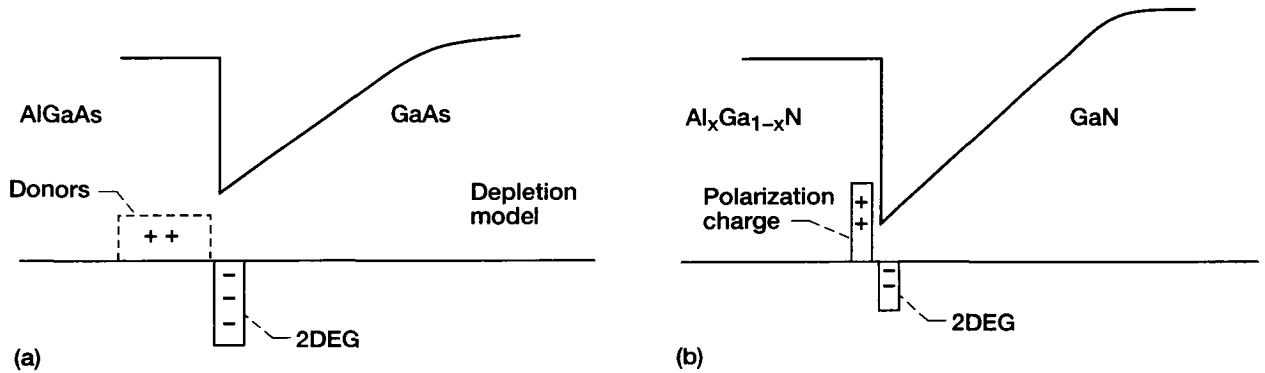 AlGaAs
GaAs
Donors
Depletion
model
+ +
−
−
−
2DEG
(a)
AlₓGa₁₋ₓN
GaN
Polarization
charge
+
+
−
−
2DEG
(b)